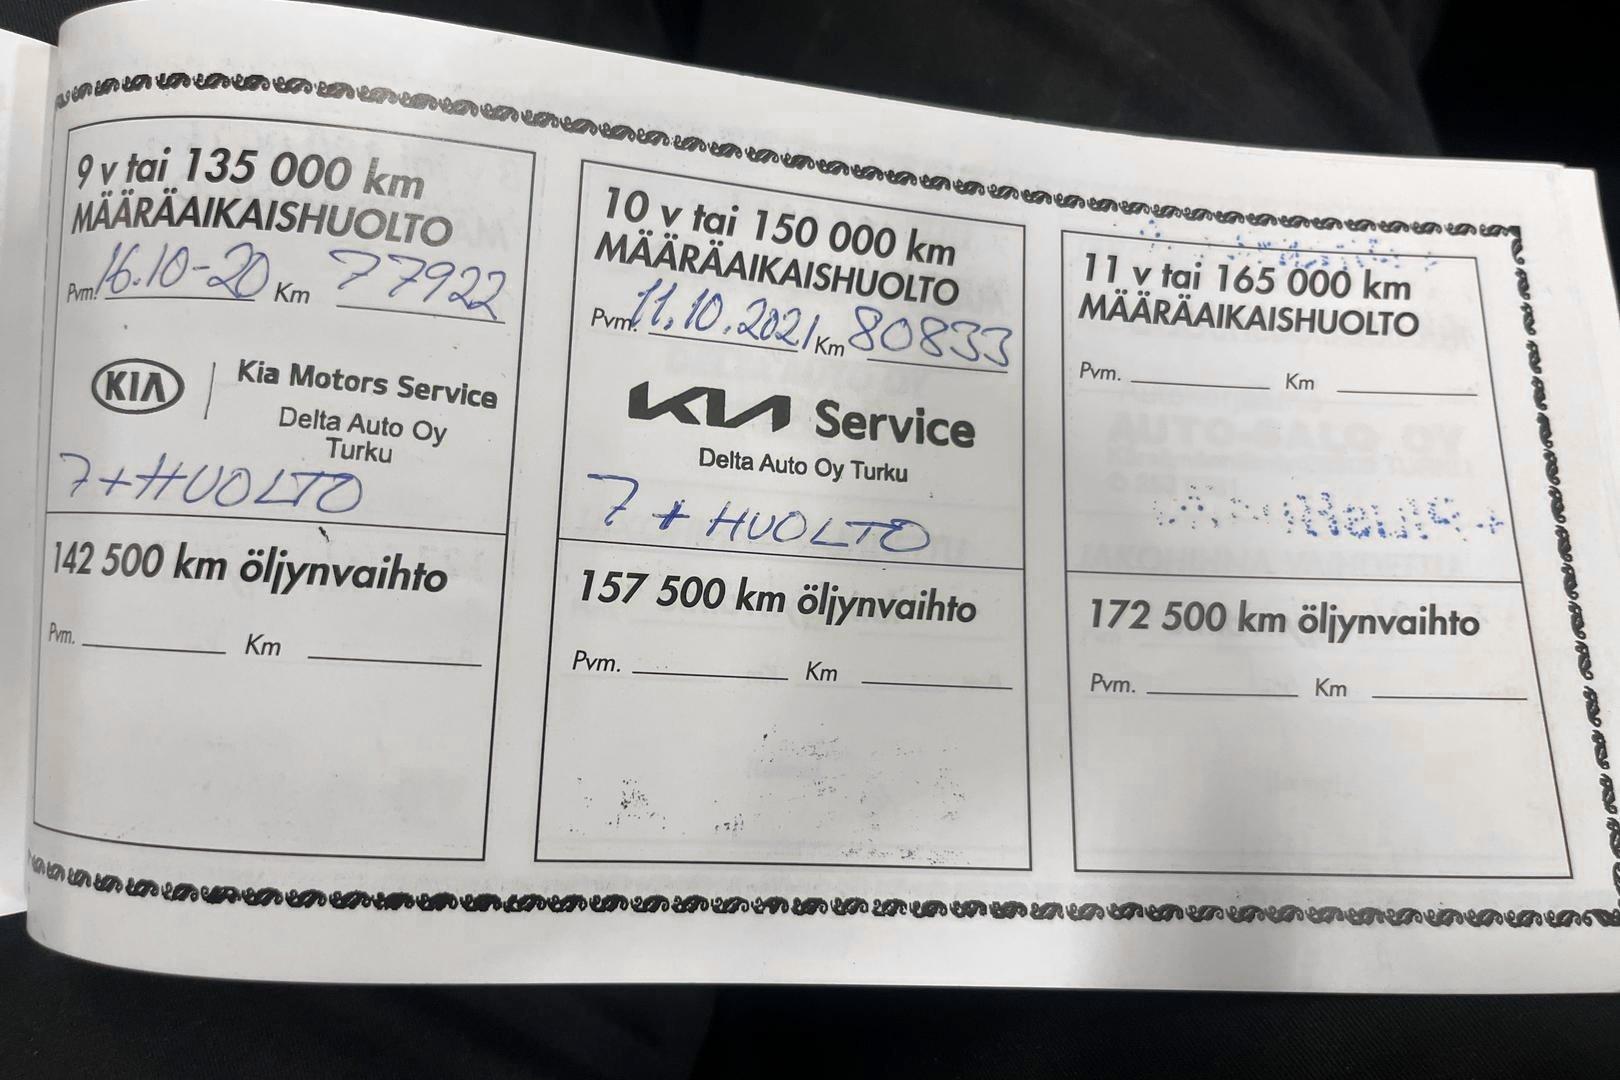 9 v tai 135 000 km
MÄÄRÄAIKAISHUOLTO
Pvm. 16.10-20 Km 77922
KIA Kia Motors Service
Delta Auto Oy
Turku
7+HUOLTO
142 500 km öljynvaihto
Pvm. Km
10 v tai 150 000 km
MÄÄRÄAIKAISHUOLTO
Pvm. 11.10.2021 Km 80833
KIA Service
Delta Auto Oy Turku
7 + HUOLTO
157 500 km öljynvaihto
Pvm. Km
11 v tai 165 000 km
MÄÄRÄAIKAISHUOLTO
Pvm. Km
172 500 km öljynvaihto
Pvm. Km